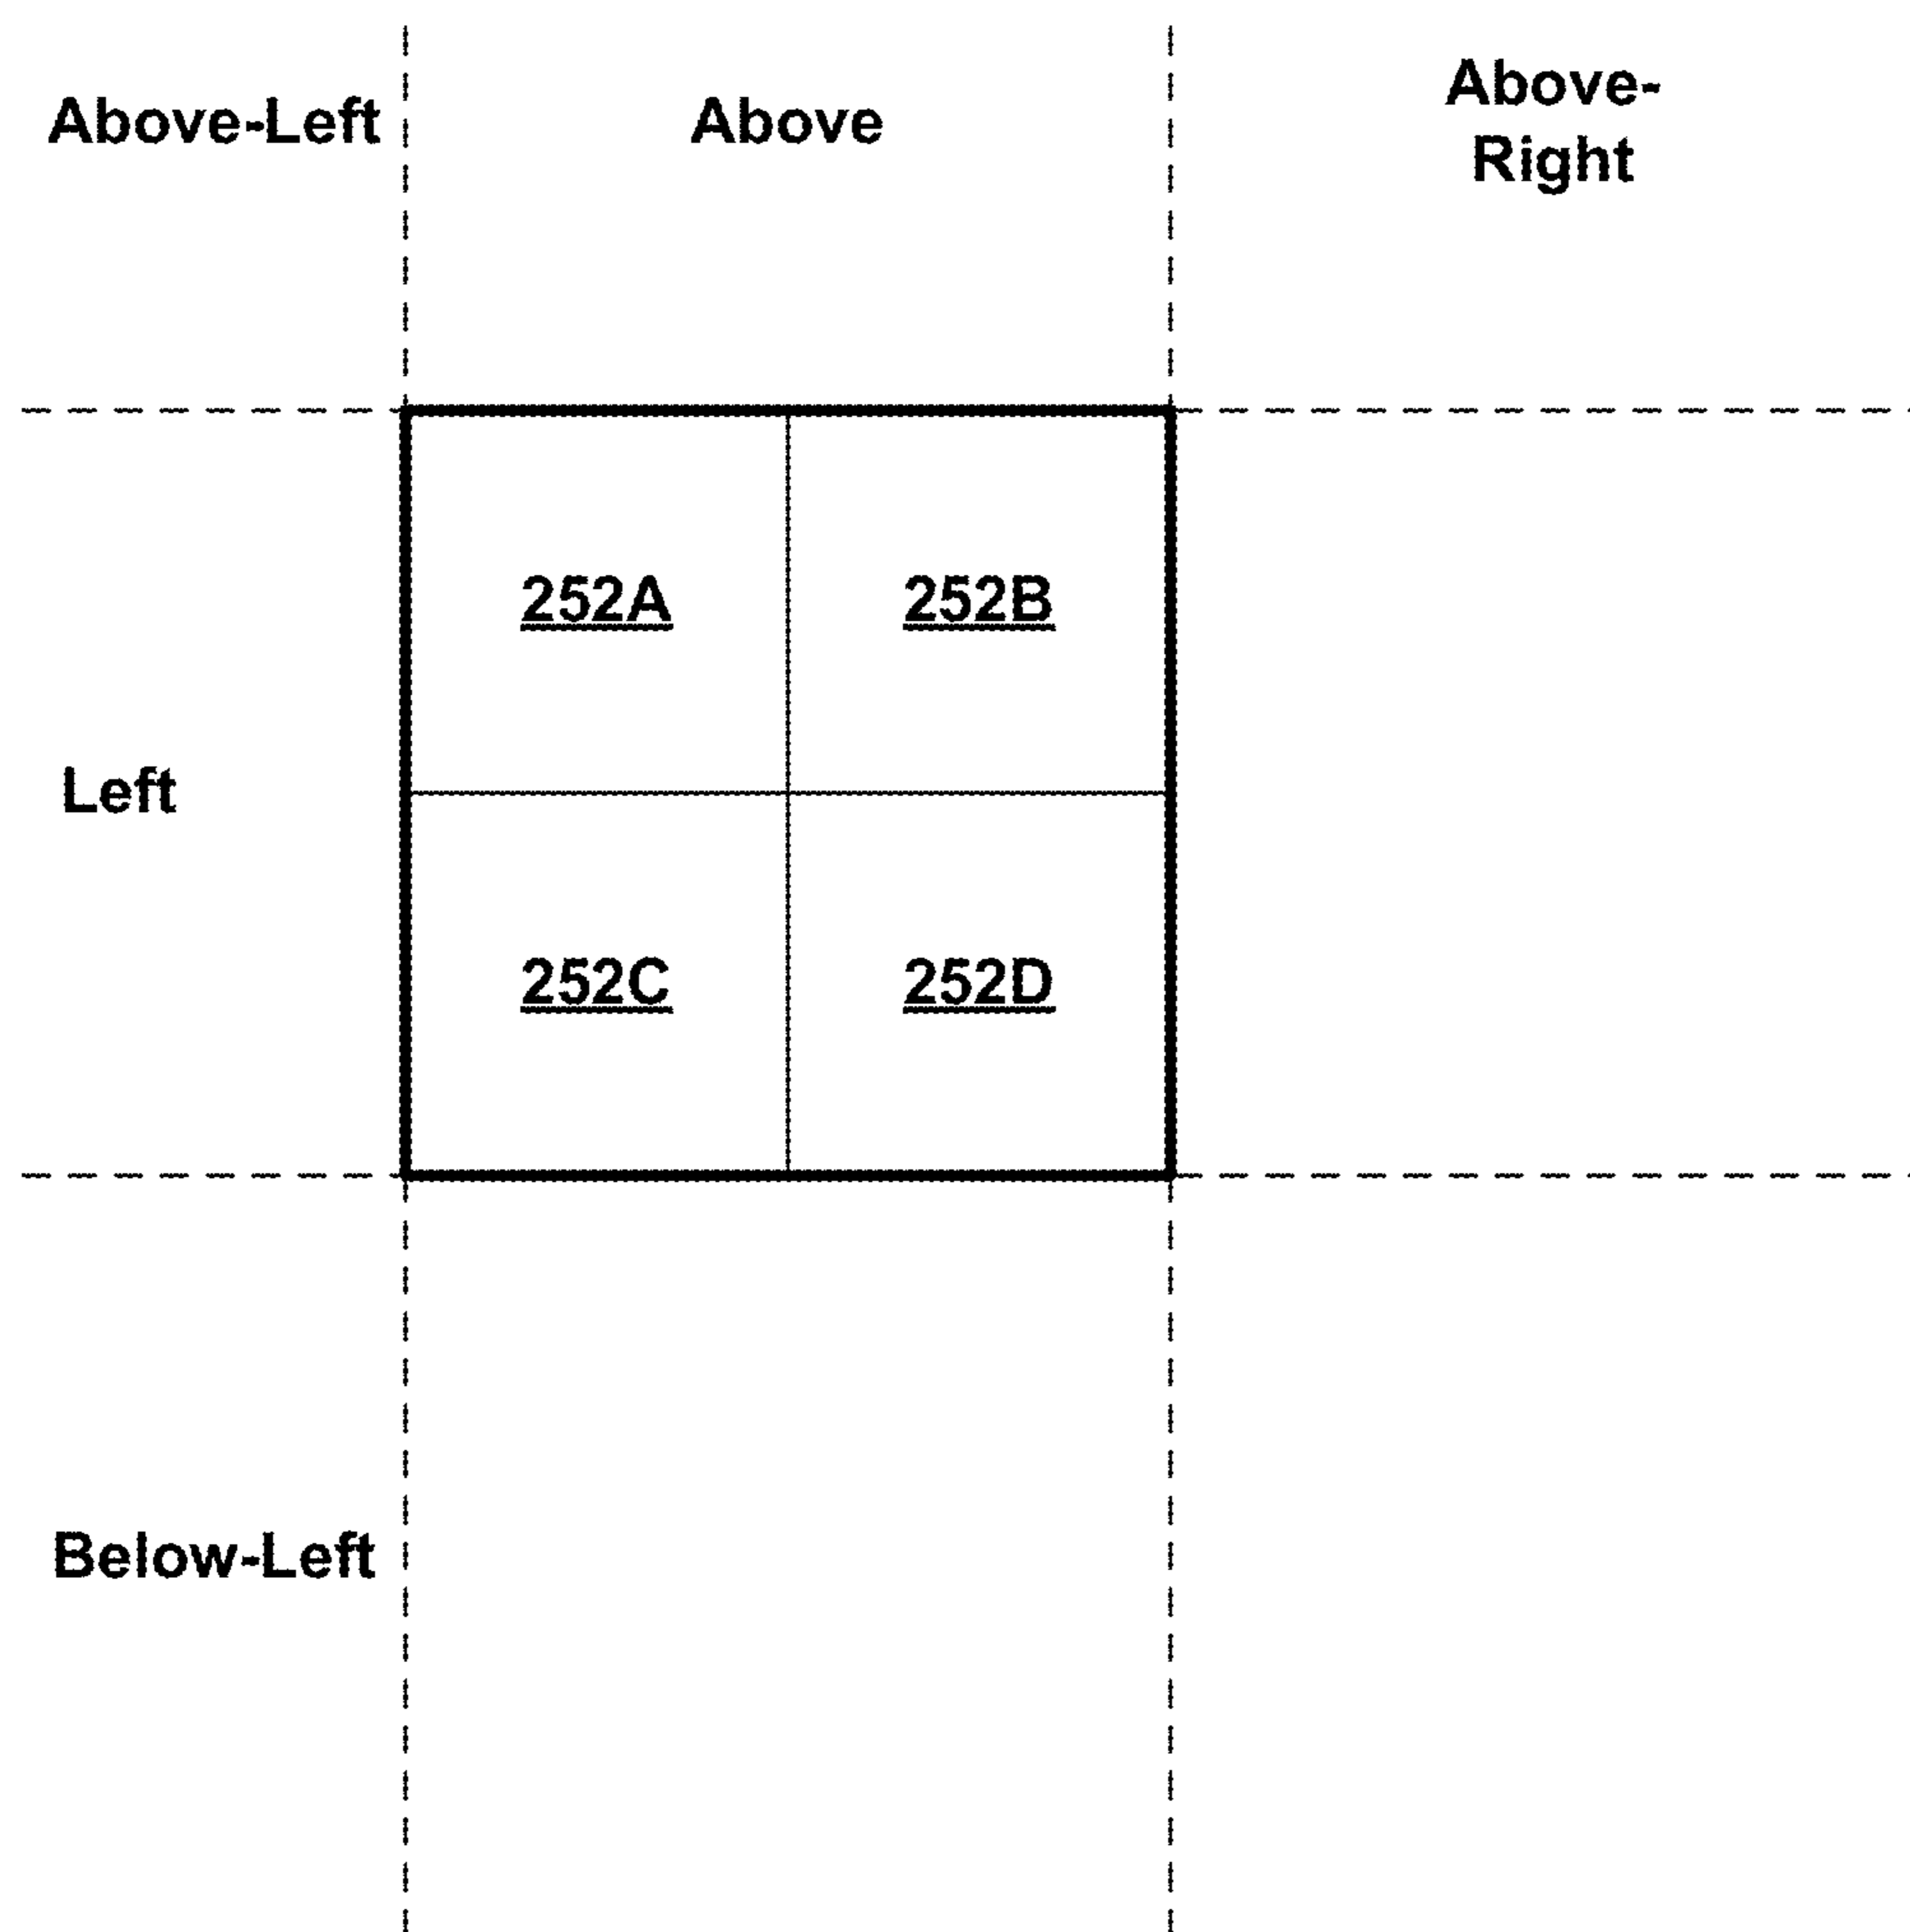 Above-Left
Above
Above-
Right
252A
252B
Left
252C
252D
Below-Left